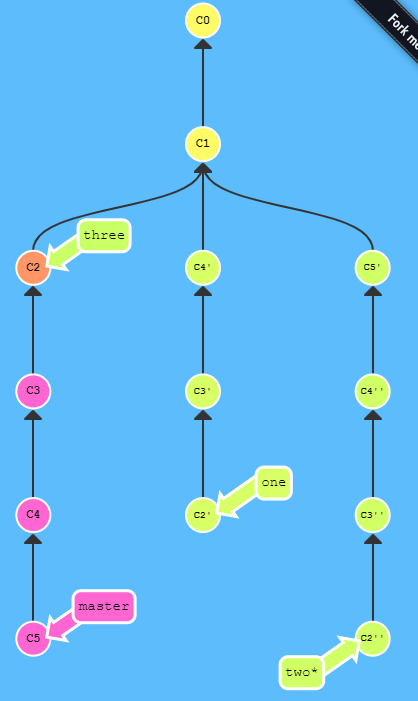 C0
Fork me
C1
three
C2
C4'
C5'
C3
C3'
C4''
one
C4
C2'
C3''
master
C5
C2''
two*